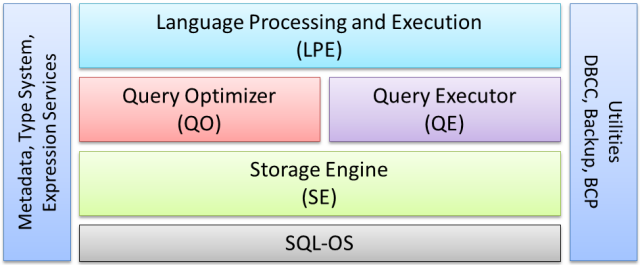 Metadata, Type System,
Expression Services
Language Processing and Execution
(LPE)
Query Optimizer
(QO)
Query Executor
(QE)
Storage Engine
(SE)
SQL-OS
Utilities
DBCC, Backup, BCP